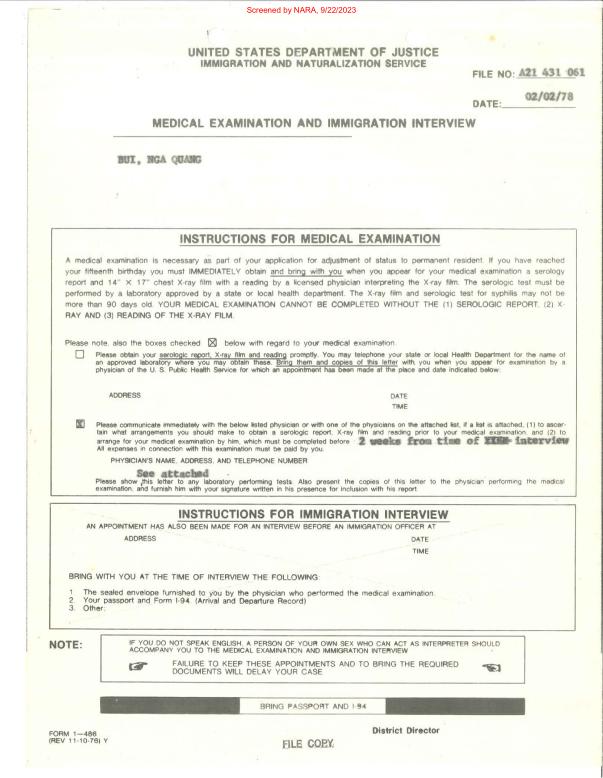 Screened by NARA, 9/22/2023
UNITED STATES DEPARTMENT OF JUSTICE
IMMIGRATION AND NATURALIZATION SERVICE
FILE NO: A21 431 061
DATE: 02/02/78
MEDICAL EXAMINATION AND IMMIGRATION INTERVIEW
BUI, NGA QUANG
INSTRUCTIONS FOR MEDICAL EXAMINATION
A medical examination is necessary as part of your application for adjustment of status to permanent resident. If you have reached
your fifteenth birthday you must IMMEDIATELY obtain and bring with you when you appear for your medical examination a serology
report and 14" X 17" chest X-ray film with a reading by a licensed physician interpreting the X-ray film. The serologic test must be
performed by a laboratory approved by a state or local health department. The X-ray film and serologic test for syphilis may not be
more than 90 days old. YOUR MEDICAL EXAMINATION CANNOT BE COMPLETED WITHOUT THE (1) SEROLOGIC REPORT, (2) X-
RAY AND (3) READING OF THE X-RAY FILM.
Please note, also the boxes checked ☒ below with regard to your medical examination.
Please obtain your serologic report, X-ray film and reading promptly. You may telephone your state or local Health Department for the name of
an approved laboratory where you may obtain these. Bring them and copies of this letter with you when you appear for examination by a
physician of the U. S. Public Health Service for which an appointment has been made at the place and date indicated below:
ADDRESS DATE
TIME
Please communicate immediately with the below listed physician or with one of the physicians on the attached list, if a list is attached, (1) to ascer-
tain what arrangements you should make to obtain a serologic report, X-ray film and reading prior to your medical examination, and (2) to
arrange for your medical examination by him, which must be completed before 2 weeks from time of interview
All expenses in connection with this examination must be paid by you.
PHYSICIAN'S NAME, ADDRESS, AND TELEPHONE NUMBER
See attached
Please show this letter to any laboratory performing tests. Also present the copies of this letter to the physician performing the medical
examination, and furnish him with your signature written in his presence for inclusion with his report
INSTRUCTIONS FOR IMMIGRATION INTERVIEW
AN APPOINTMENT HAS ALSO BEEN MADE FOR AN INTERVIEW BEFORE AN IMMIGRATION OFFICER AT
ADDRESS DATE
TIME
BRING WITH YOU AT THE TIME OF INTERVIEW THE FOLLOWING:
1 The sealed envelope furnished to you by the physician who performed the medical examination.
2. Your passport and Form I-94. (Arrival and Departure Record)
3. Other:
NOTE:
IF YOU DO NOT SPEAK ENGLISH, A PERSON OF YOUR OWN SEX WHO CAN ACT AS INTERPRETER SHOULD
ACCOMPANY YOU TO THE MEDICAL EXAMINATION AND IMMIGRATION INTERVIEW
FAILURE TO KEEP THESE APPOINTMENTS AND TO BRING THE REQUIRED
DOCUMENTS WILL DELAY YOUR CASE
BRING PASSPORT AND I-94
District Director
FORM 1—486
(REV 11-10-76) Y
FILE COPY